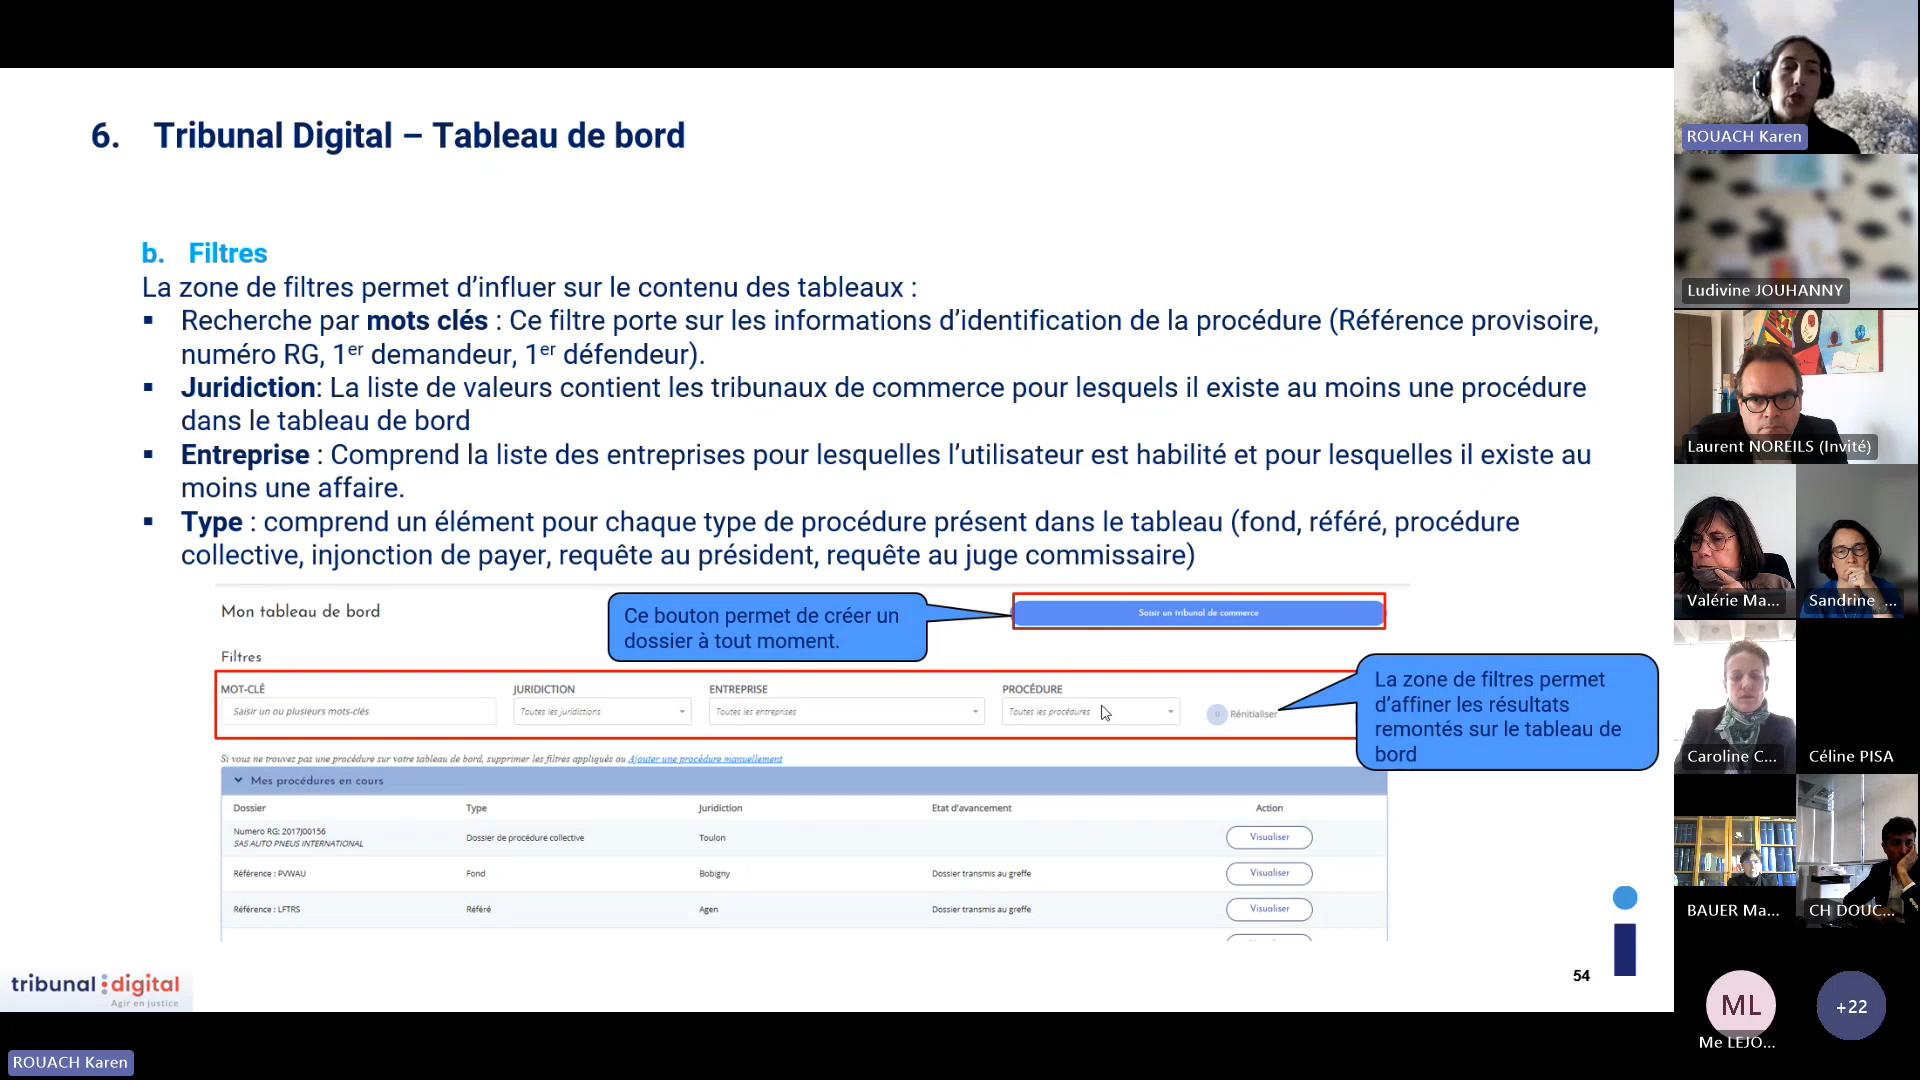 6. Tribunal Digital – Tableau de bord
b. Filtres
La zone de filtres permet d’influer sur le contenu des tableaux :
▪ Recherche par mots clés : Ce filtre porte sur les informations d’identification de la procédure (Référence provisoire,
numéro RG, 1er demandeur, 1er défendeur).
▪ Juridiction: La liste de valeurs contient les tribunaux de commerce pour lesquels il existe au moins une procédure
dans le tableau de bord
▪ Entreprise : Comprend la liste des entreprises pour lesquelles l’utilisateur est habilité et pour lesquelles il existe au
moins une affaire.
▪ Type : comprend un élément pour chaque type de procédure présent dans le tableau (fond, référé, procédure
collective, injonction de payer, requête au président, requête au juge commissaire)
Mon tableau de bord
Ce bouton permet de créer un
dossier à tout moment.
Saisir un tribunal de commerce
Filtres
MOT-CLÉ JURIDICTION ENTREPRISE PROCÉDURE
Saisir un ou plusieurs mots-clés Toutes les juridictions Toutes les entreprises Toutes les procédures 0 Rénitialiser
La zone de filtres permet
d’affiner les résultats
remontés sur le tableau de
bord
Si vous ne trouvez pas une procédure sur votre tableau de bord, supprimer les filtres appliqués ou Ajouter une procédure manuellement
Mes procédures en cours
Dossier Type Juridiction Etat d'avancement Action
Numero RG: 2017J00156
SAS AUTO PNEUS INTERNATIONAL Dossier de procédure collective Toulon Visualiser
Référence : PVWAU Fond Bobigny Dossier transmis au greffe Visualiser
Référence : LFTRS Référé Agen Dossier transmis au greffe Visualiser
54
tribunal:digital
Agir en justice
ROUACH Karen
ROUACH Karen
Ludivine JOUHANNY
Laurent NOREILS (Invité)
Valérie Ma...
Sandrine ...
Caroline C...
Céline PISA
BAUER Ma...
CH DOUC...
ML
Me LEJO...
+22